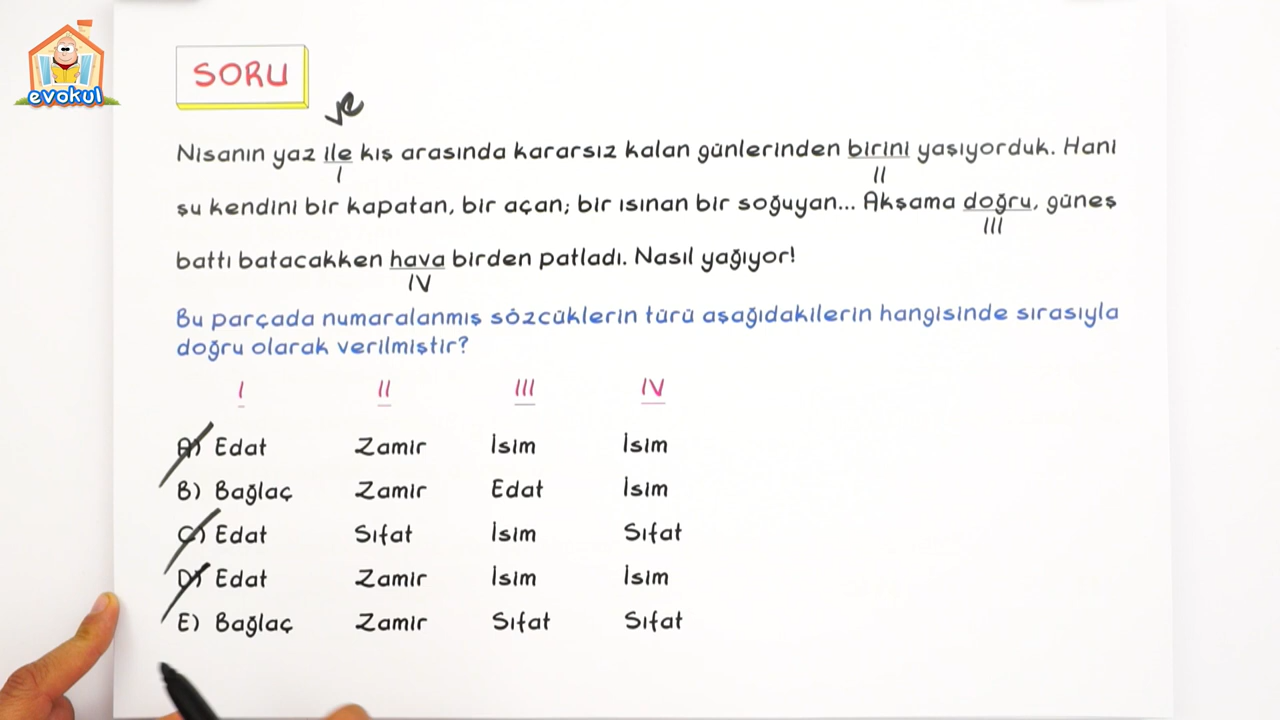 evokul
SORU
ve
Nisanın yaz ile kış arasında kararsız kalan günlerinden birini yaşıyorduk. Hani
I II
şu kendini bir kapatan, bir açan; bir ısınan bir soğuyan... Akşama doğru, güneş
III
battı batacakken hava birden patladı. Nasıl yağıyor!
IV
Bu parçada numaralanmış sözcüklerin türü aşağıdakilerin hangisinde sırasıyla
doğru olarak verilmiştir?
I II III IV
A) Edat Zamir İsim İsim
B) Bağlaç Zamir Edat İsim
C) Edat Sıfat İsim Sıfat
D) Edat Zamir İsim İsim
E) Bağlaç Zamir Sıfat Sıfat